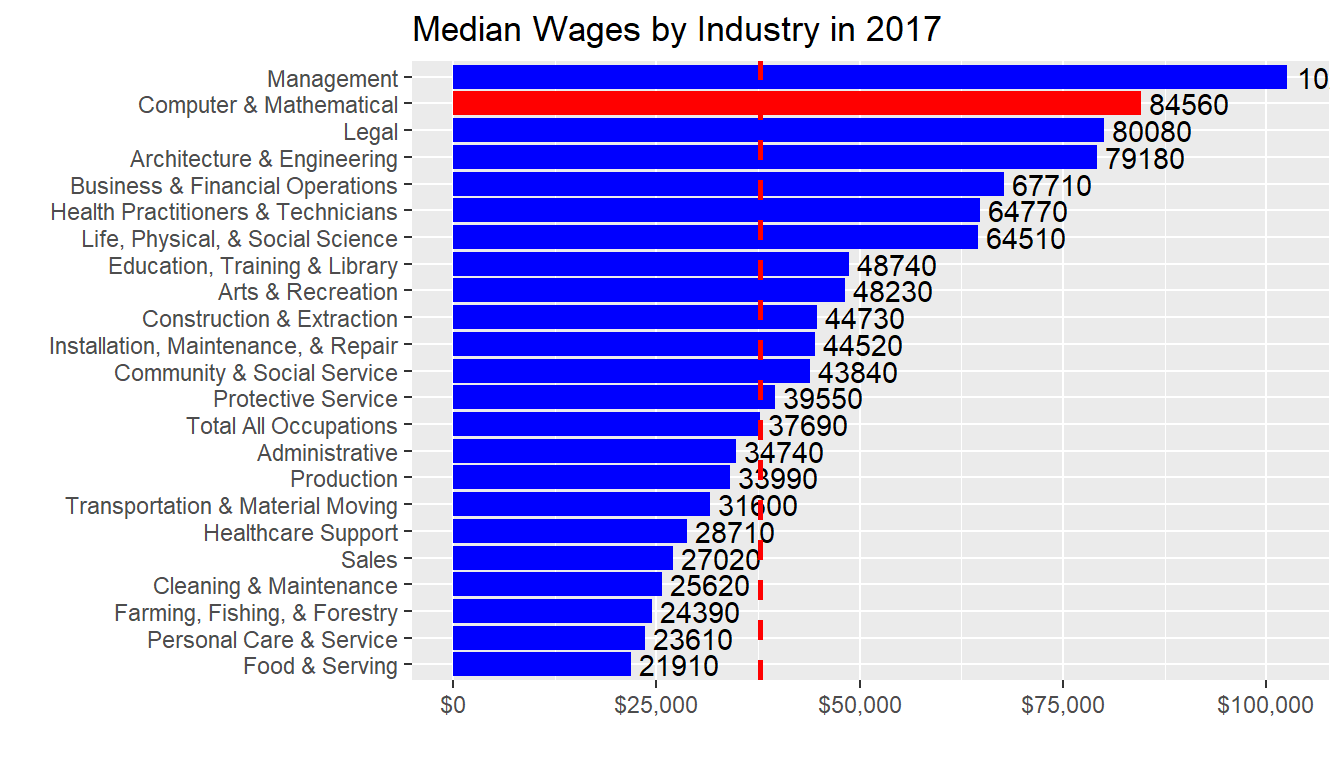 Median Wages by Industry in 2017
Management 10
Computer & Mathematical 84560
Legal 80080
Architecture & Engineering 79180
Business & Financial Operations 67710
Health Practitioners & Technicians 64770
Life, Physical, & Social Science 64510
Education, Training & Library 48740
Arts & Recreation 48230
Construction & Extraction 44730
Installation, Maintenance, & Repair 44520
Community & Social Service 43840
Protective Service 39550
Total All Occupations 37690
Administrative 34740
Production 33990
Transportation & Material Moving 31600
Healthcare Support 28710
Sales 27020
Cleaning & Maintenance 25620
Farming, Fishing, & Forestry 24390
Personal Care & Service 23610
Food & Serving 21910
$0 $25,000 $50,000 $75,000 $100,000